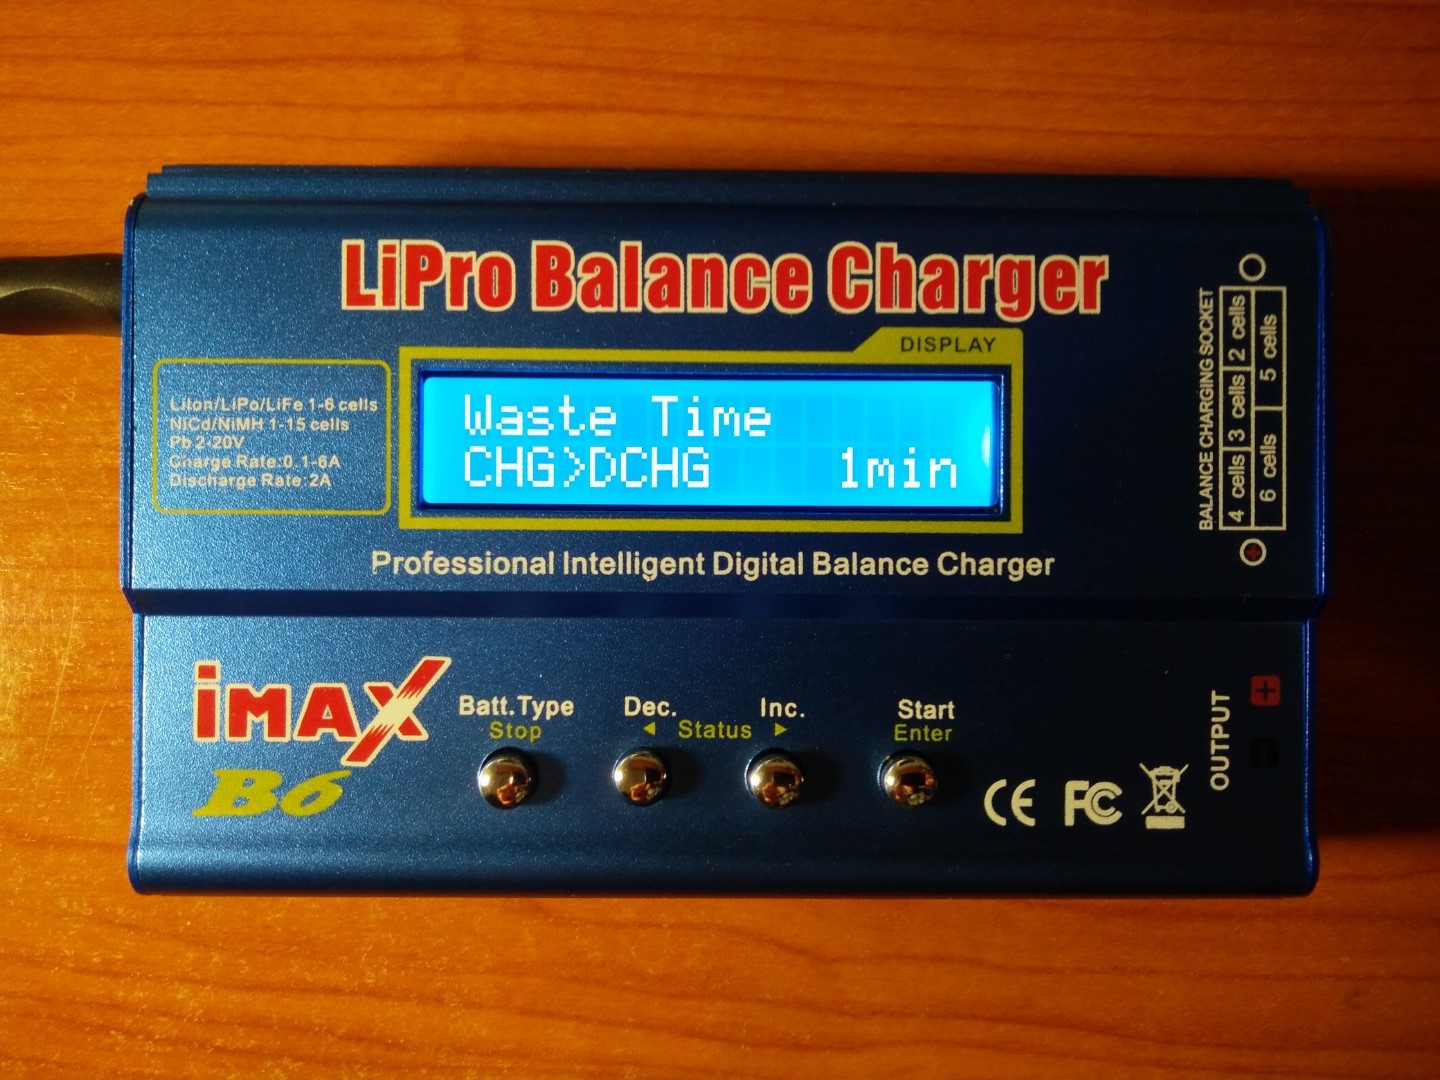 LiPro Balance Charger
DISPLAY
LiIon/LiPo/LiFe 1-6 cells
NiCd/NiMH 1-15 cells
Pb 2-20V
Charge Rate:0.1-6A
Discharge Rate:2A
Waste Time
CHG>DCHG 1min
Professional Intelligent Digital Balance Charger
BALANCE CHARGING SOCKET
4 cells 3 cells 2 cells
6 cells 5 cells
iMAX
B6
Batt.Type
Stop
Dec. Inc.
◄ Status ►
Start
Enter
CE FC
OUTPUT
+
-